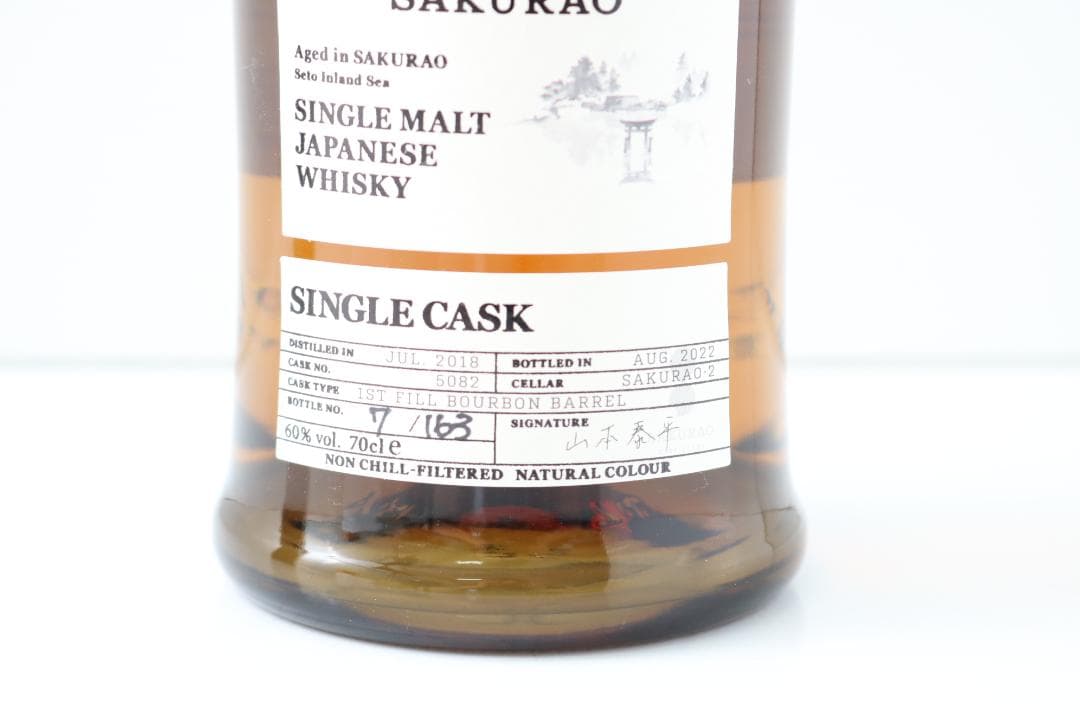 SAKURAO
Aged in SAKURAO
Seto Inland Sea
SINGLE MALT
JAPANESE
WHISKY
SINGLE CASK
DISTILLED IN JUL. 2018 BOTTLED IN AUG. 2022
CASK NO. 5082 CELLAR SAKURAO-2
CASK TYPE 1ST FILL BOURBON BARREL
BOTTLE NO. 7 /163 SIGNATURE 山本泰平
60% vol. 70cl e
NON CHILL-FILTERED NATURAL COLOUR